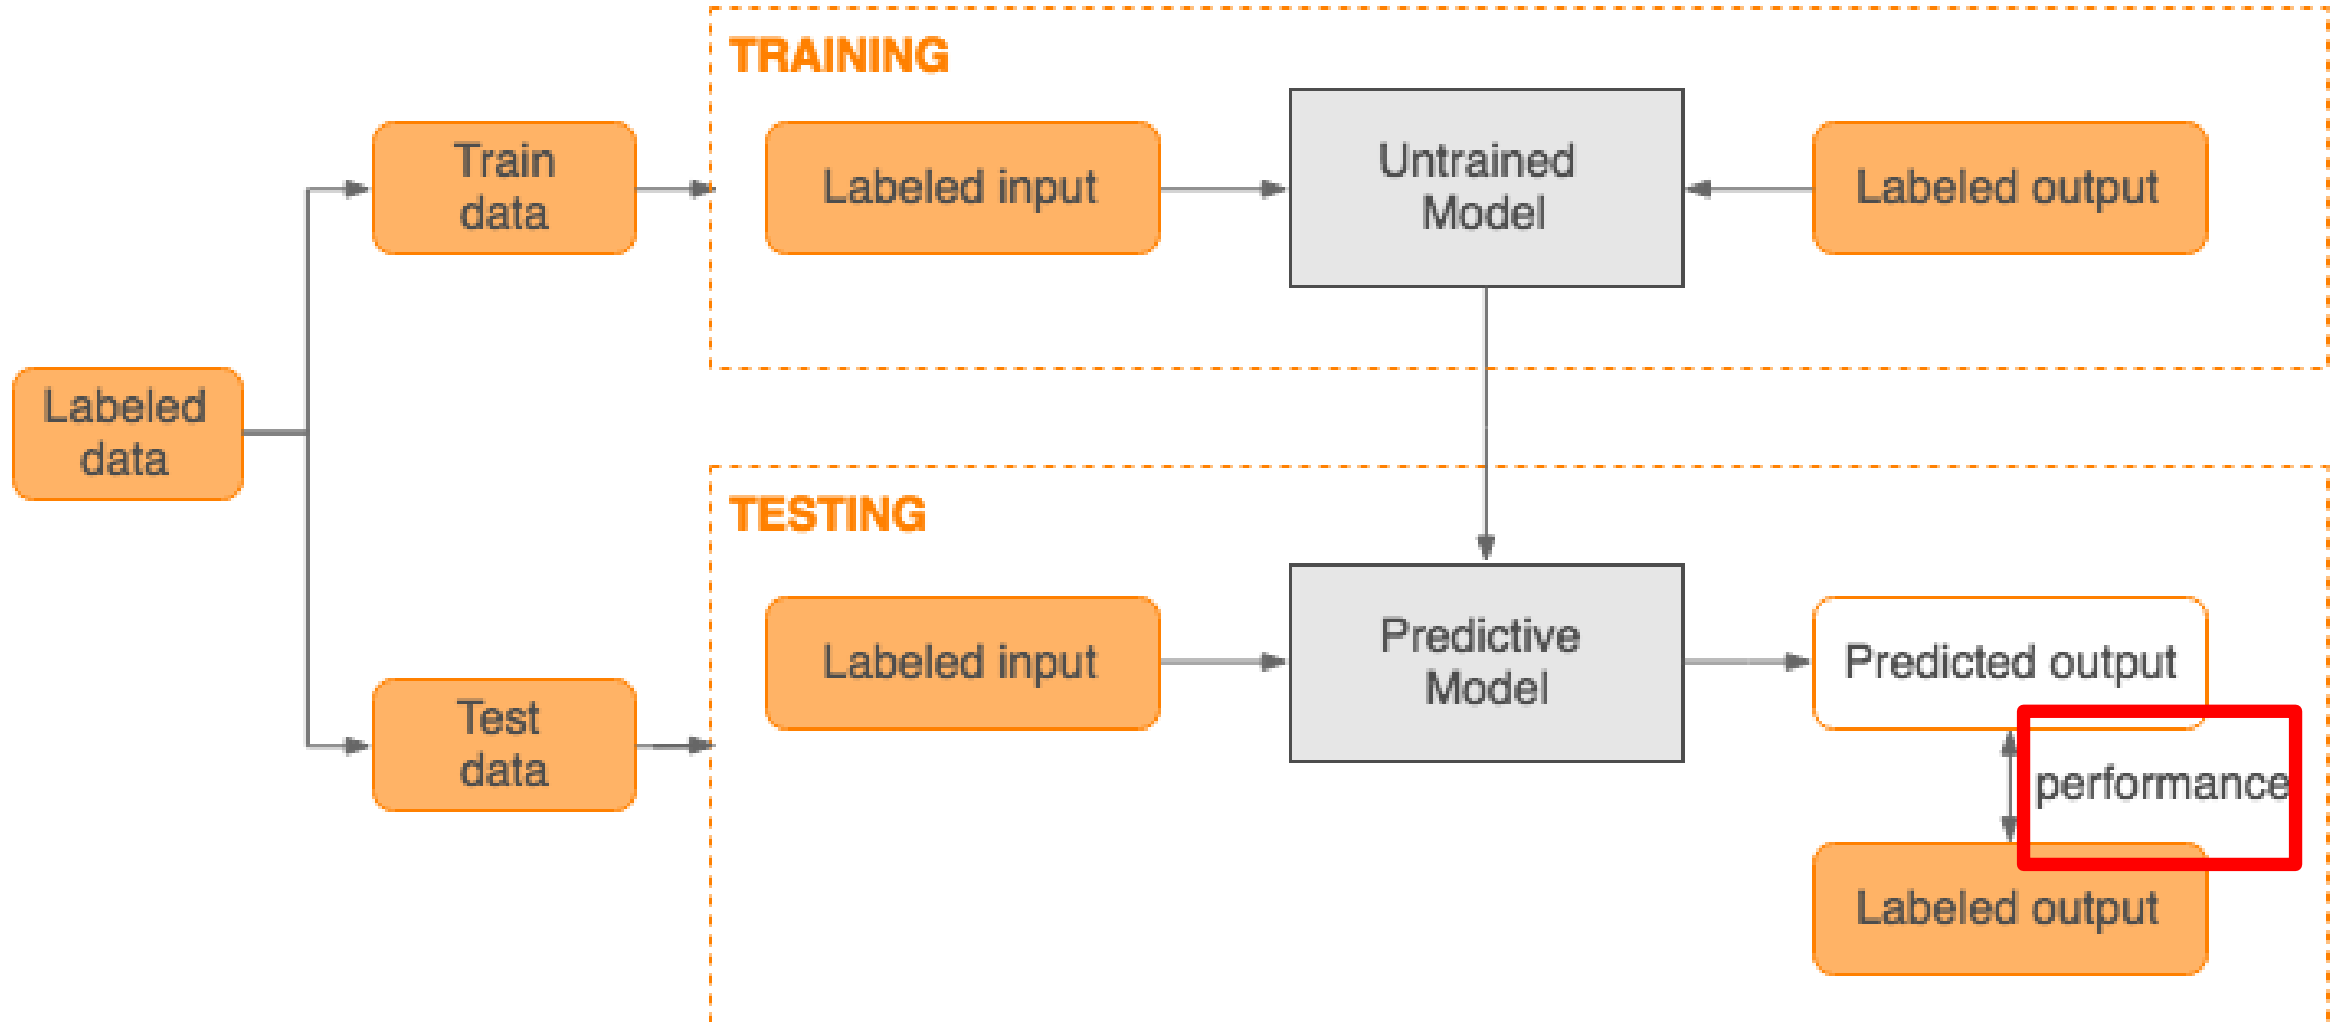 TRAINING
Train
data
Labeled input
Untrained
Model
Labeled output
Labeled
data
TESTING
Test
data
Labeled input
Predictive
Model
Predicted output
performance
Labeled output